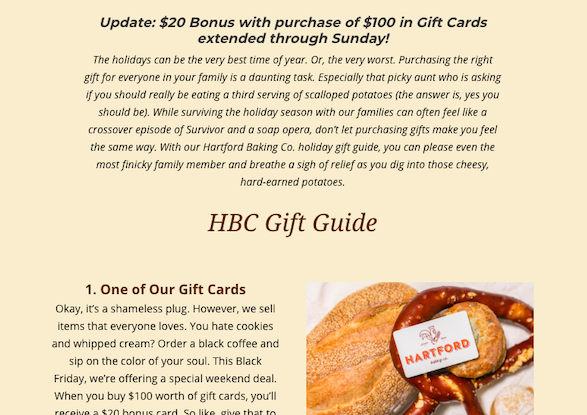 Update: $20 Bonus with purchase of $100 in Gift Cards
extended through Sunday!
The holidays can be the very best time of year. Or, the very worst. Purchasing the right
gift for everyone in your family is a daunting task. Especially that picky aunt who is asking
if you should really be eating a third serving of scalloped potatoes (the answer is, yes you
should be). While surviving the holiday season with our families can often feel like a
crossover episode of Survivor and a soap opera, don’t let purchasing gifts make you feel
the same way. With our Hartford Baking Co. holiday gift guide, you can please even the
most finicky family member and breathe a sigh of relief as you dig into those cheesy,
hard-earned potatoes.
HBC Gift Guide
1. One of Our Gift Cards
Okay, it’s a shameless plug. However, we sell
items that everyone loves. You hate cookies
and whipped cream? Order a black coffee and
sip on the color of your soul. This Black
Friday, we’re offering a special weekend deal.
When you buy $100 worth of gift cards, you’ll
receive a $20 bonus card. So like, give that to
HARTFORD
baking co.